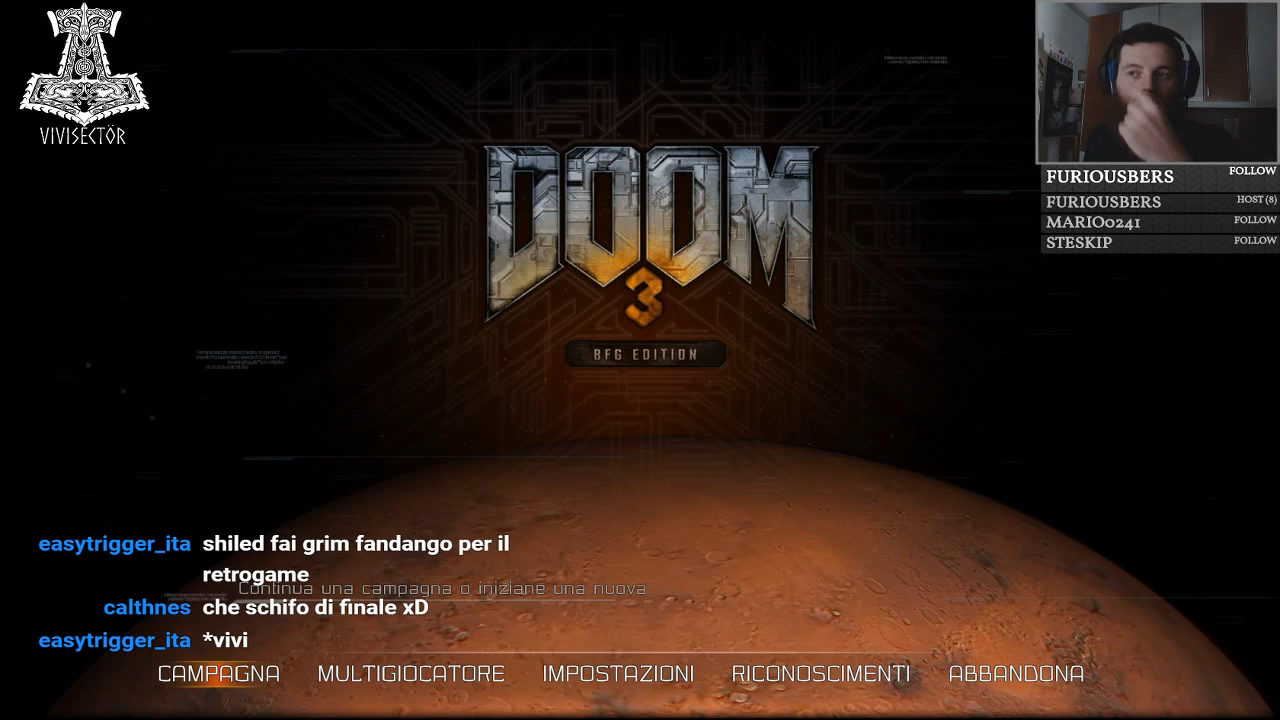 VIVISECTÖR
FURIOUSBERS FOLLOW
FURIOUSBERS HOST (8)
MARIO0241 FOLLOW
STESKIP FOLLOW
DOOM
3
BFG EDITION
easytrigger_ita shiled fai grim fandango per il
retrogame
Continua una campagna o iniziane una nuova
calthnes che schifo di finale xD
easytrigger_ita *vivi
CAMPAGNA MULTIGIOCATORE IMPOSTAZIONI RICONOSCIMENTI ABBANDONA